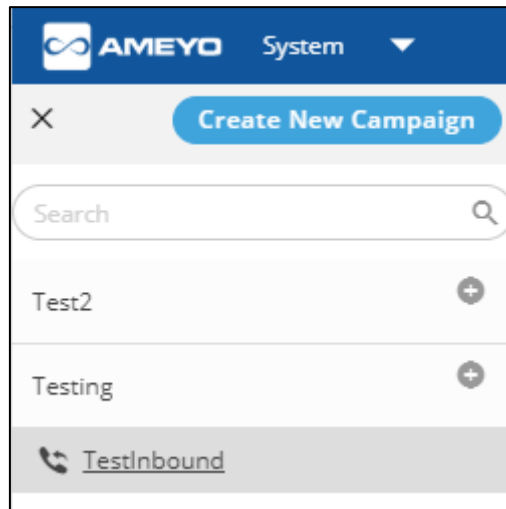 AMEYO System
Create New Campaign
Search
Test2
Testing
TestInbound